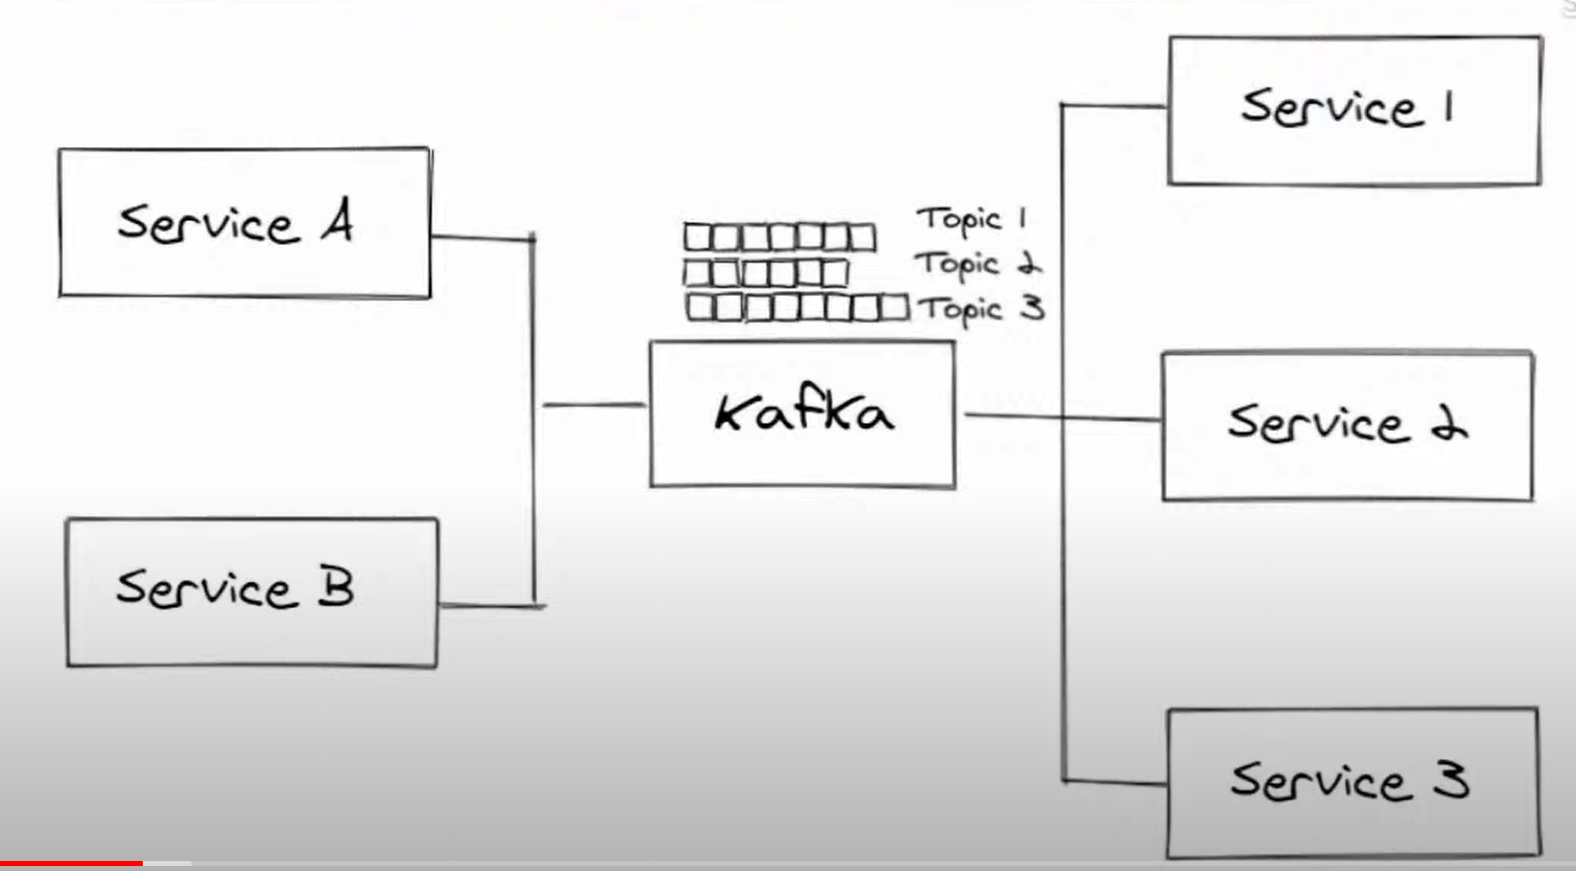 Service A
Service B
Topic 1
Topic 2
Topic 3
Kafka
Service 1
Service 2
Service 3